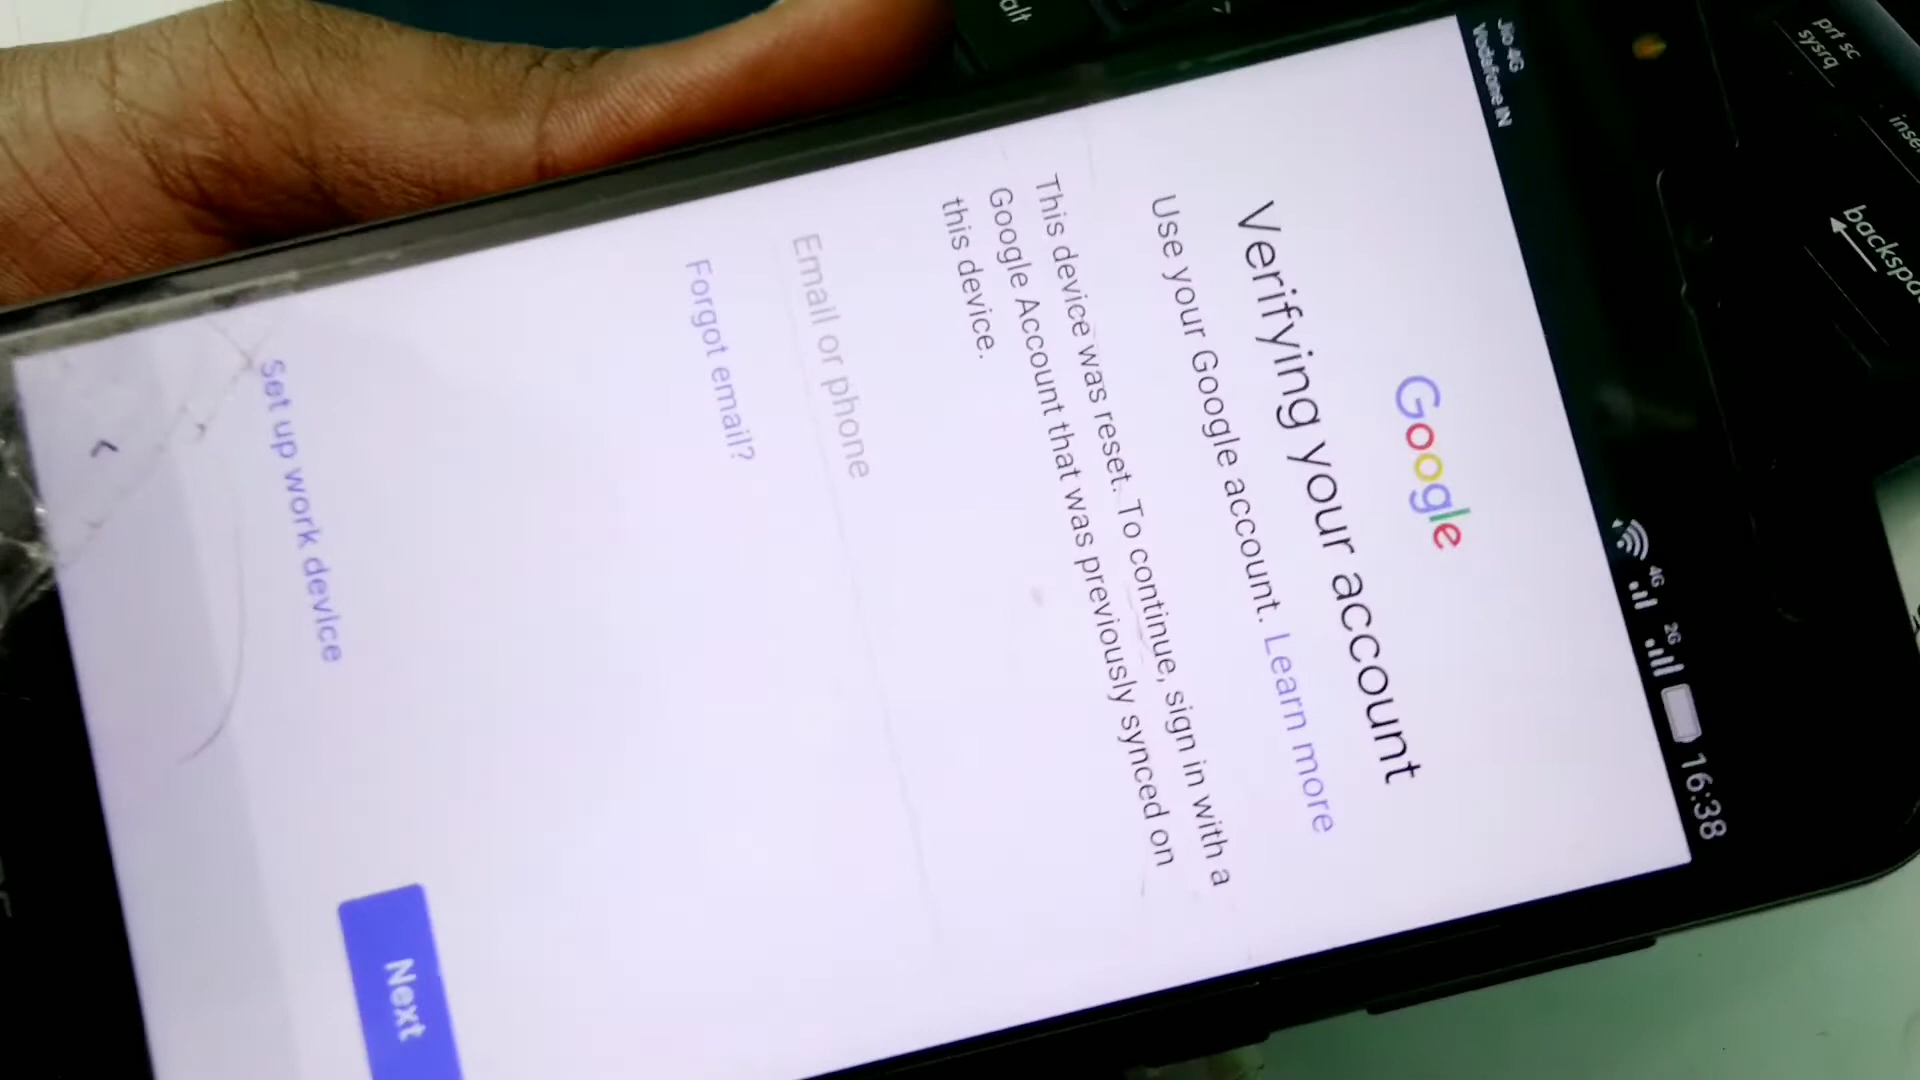 Jio 4G
Vodafone IN
4G
2G
16:38
Google
Verifying your account
Use your Google account. Learn more
This device was reset. To continue, sign in with a
Google Account that was previously synced on
this device.
Email or phone
Forgot email?
Set up work device
Next
alt
prt sc
sysrq